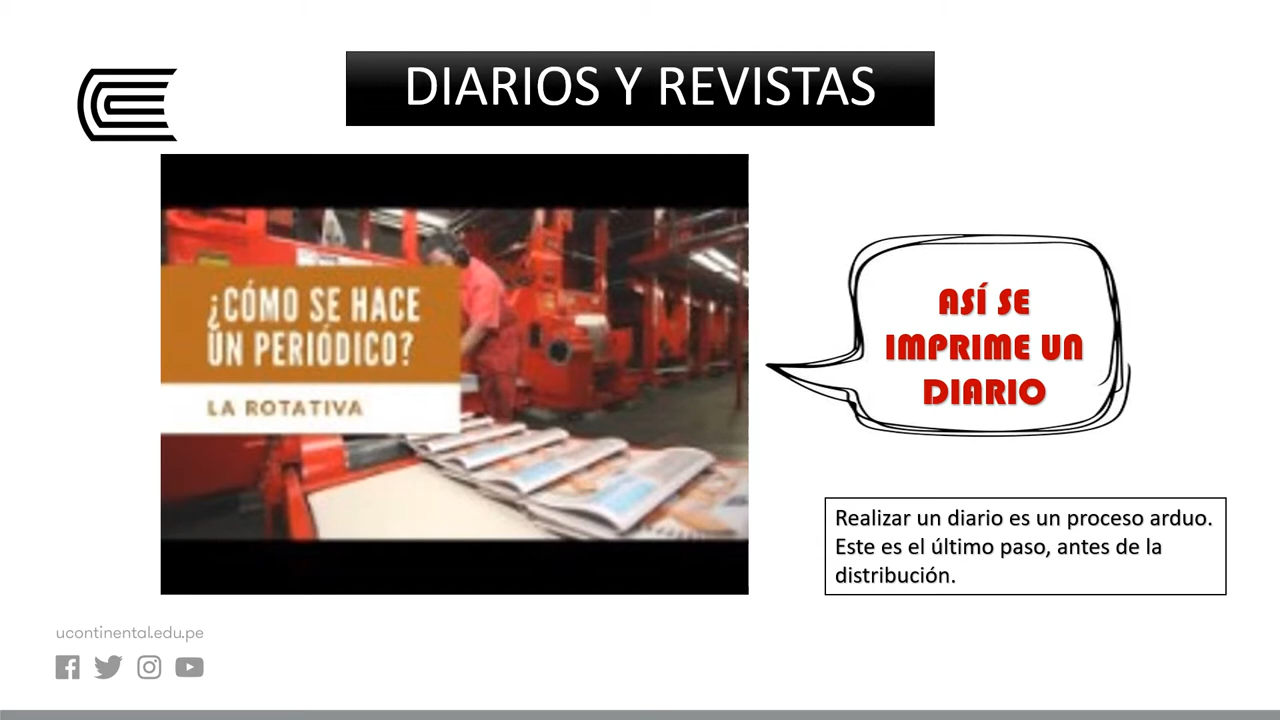 DIARIOS Y REVISTAS
¿CÓMO SE HACE
UN PERIÓDICO?
LA ROTATIVA
ASÍ SE
IMPRIME UN
DIARIO
Realizar un diario es un proceso arduo.
Este es el último paso, antes de la
distribución.
ucontinental.edu.pe